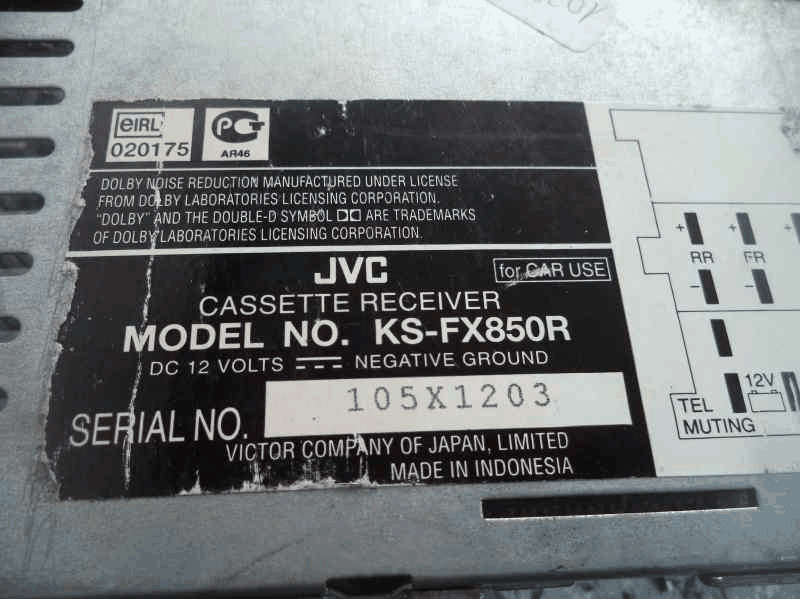 eIRL
020175
PCT
AR46
DOLBY NOISE REDUCTION MANUFACTURED UNDER LICENSE
FROM DOLBY LABORATORIES LICENSING CORPORATION.
"DOLBY" AND THE DOUBLE-D SYMBOL DD ARE TRADEMARKS
OF DOLBY LABORATORIES LICENSING CORPORATION.
JVC
for CAR USE
CASSETTE RECEIVER
MODEL NO. KS-FX850R
DC 12 VOLTS NEGATIVE GROUND
SERIAL NO. 105X1203
VICTOR COMPANY OF JAPAN, LIMITED
MADE IN INDONESIA
+ +
RR FR
- -
12V
TEL
MUTING